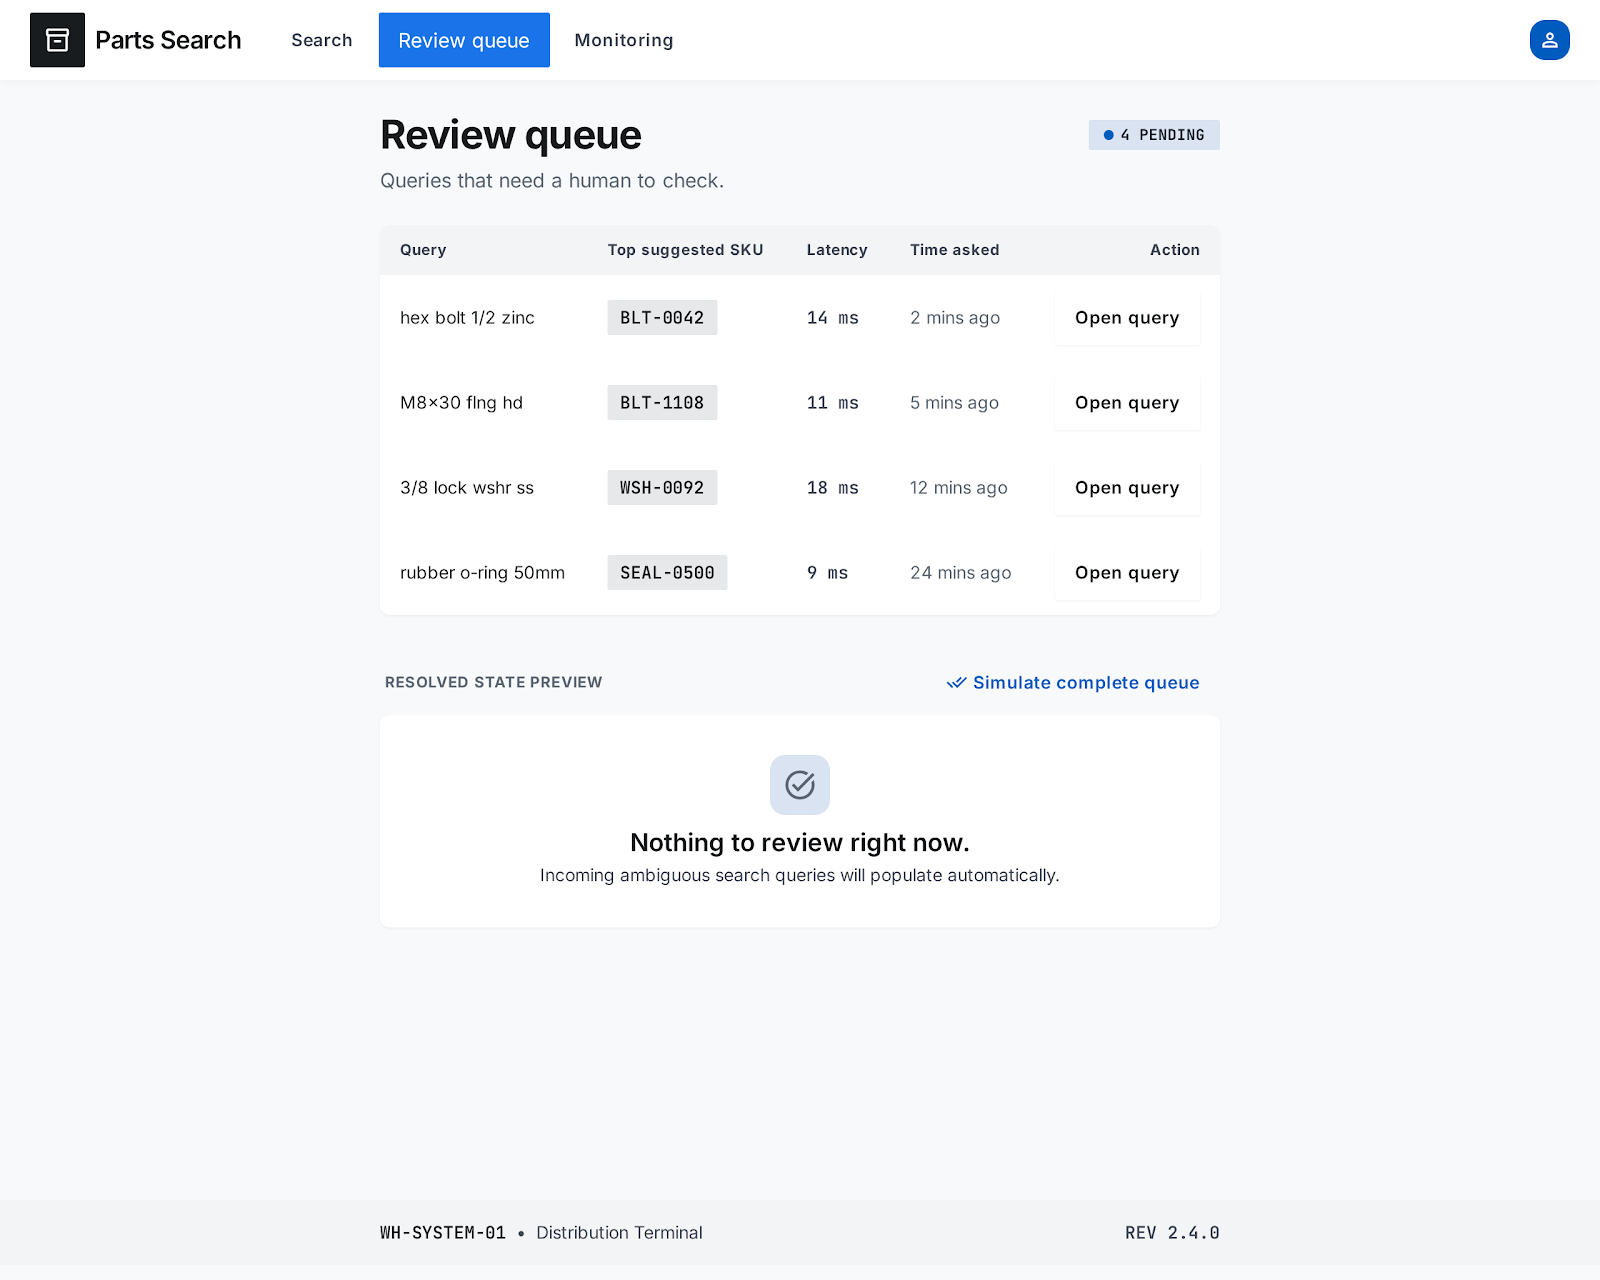 Parts Search
Search
Review queue
Monitoring
Review queue
4 PENDING
Queries that need a human to check.
Query Top suggested SKU Latency Time asked Action
hex bolt 1/2 zinc BLT-0042 14 ms 2 mins ago Open query
M8×30 flng hd BLT-1108 11 ms 5 mins ago Open query
3/8 lock wshr ss WSH-0092 18 ms 12 mins ago Open query
rubber o-ring 50mm SEAL-0500 9 ms 24 mins ago Open query
RESOLVED STATE PREVIEW
Simulate complete queue
Nothing to review right now.
Incoming ambiguous search queries will populate automatically.
WH-SYSTEM-01 • Distribution Terminal
REV 2.4.0